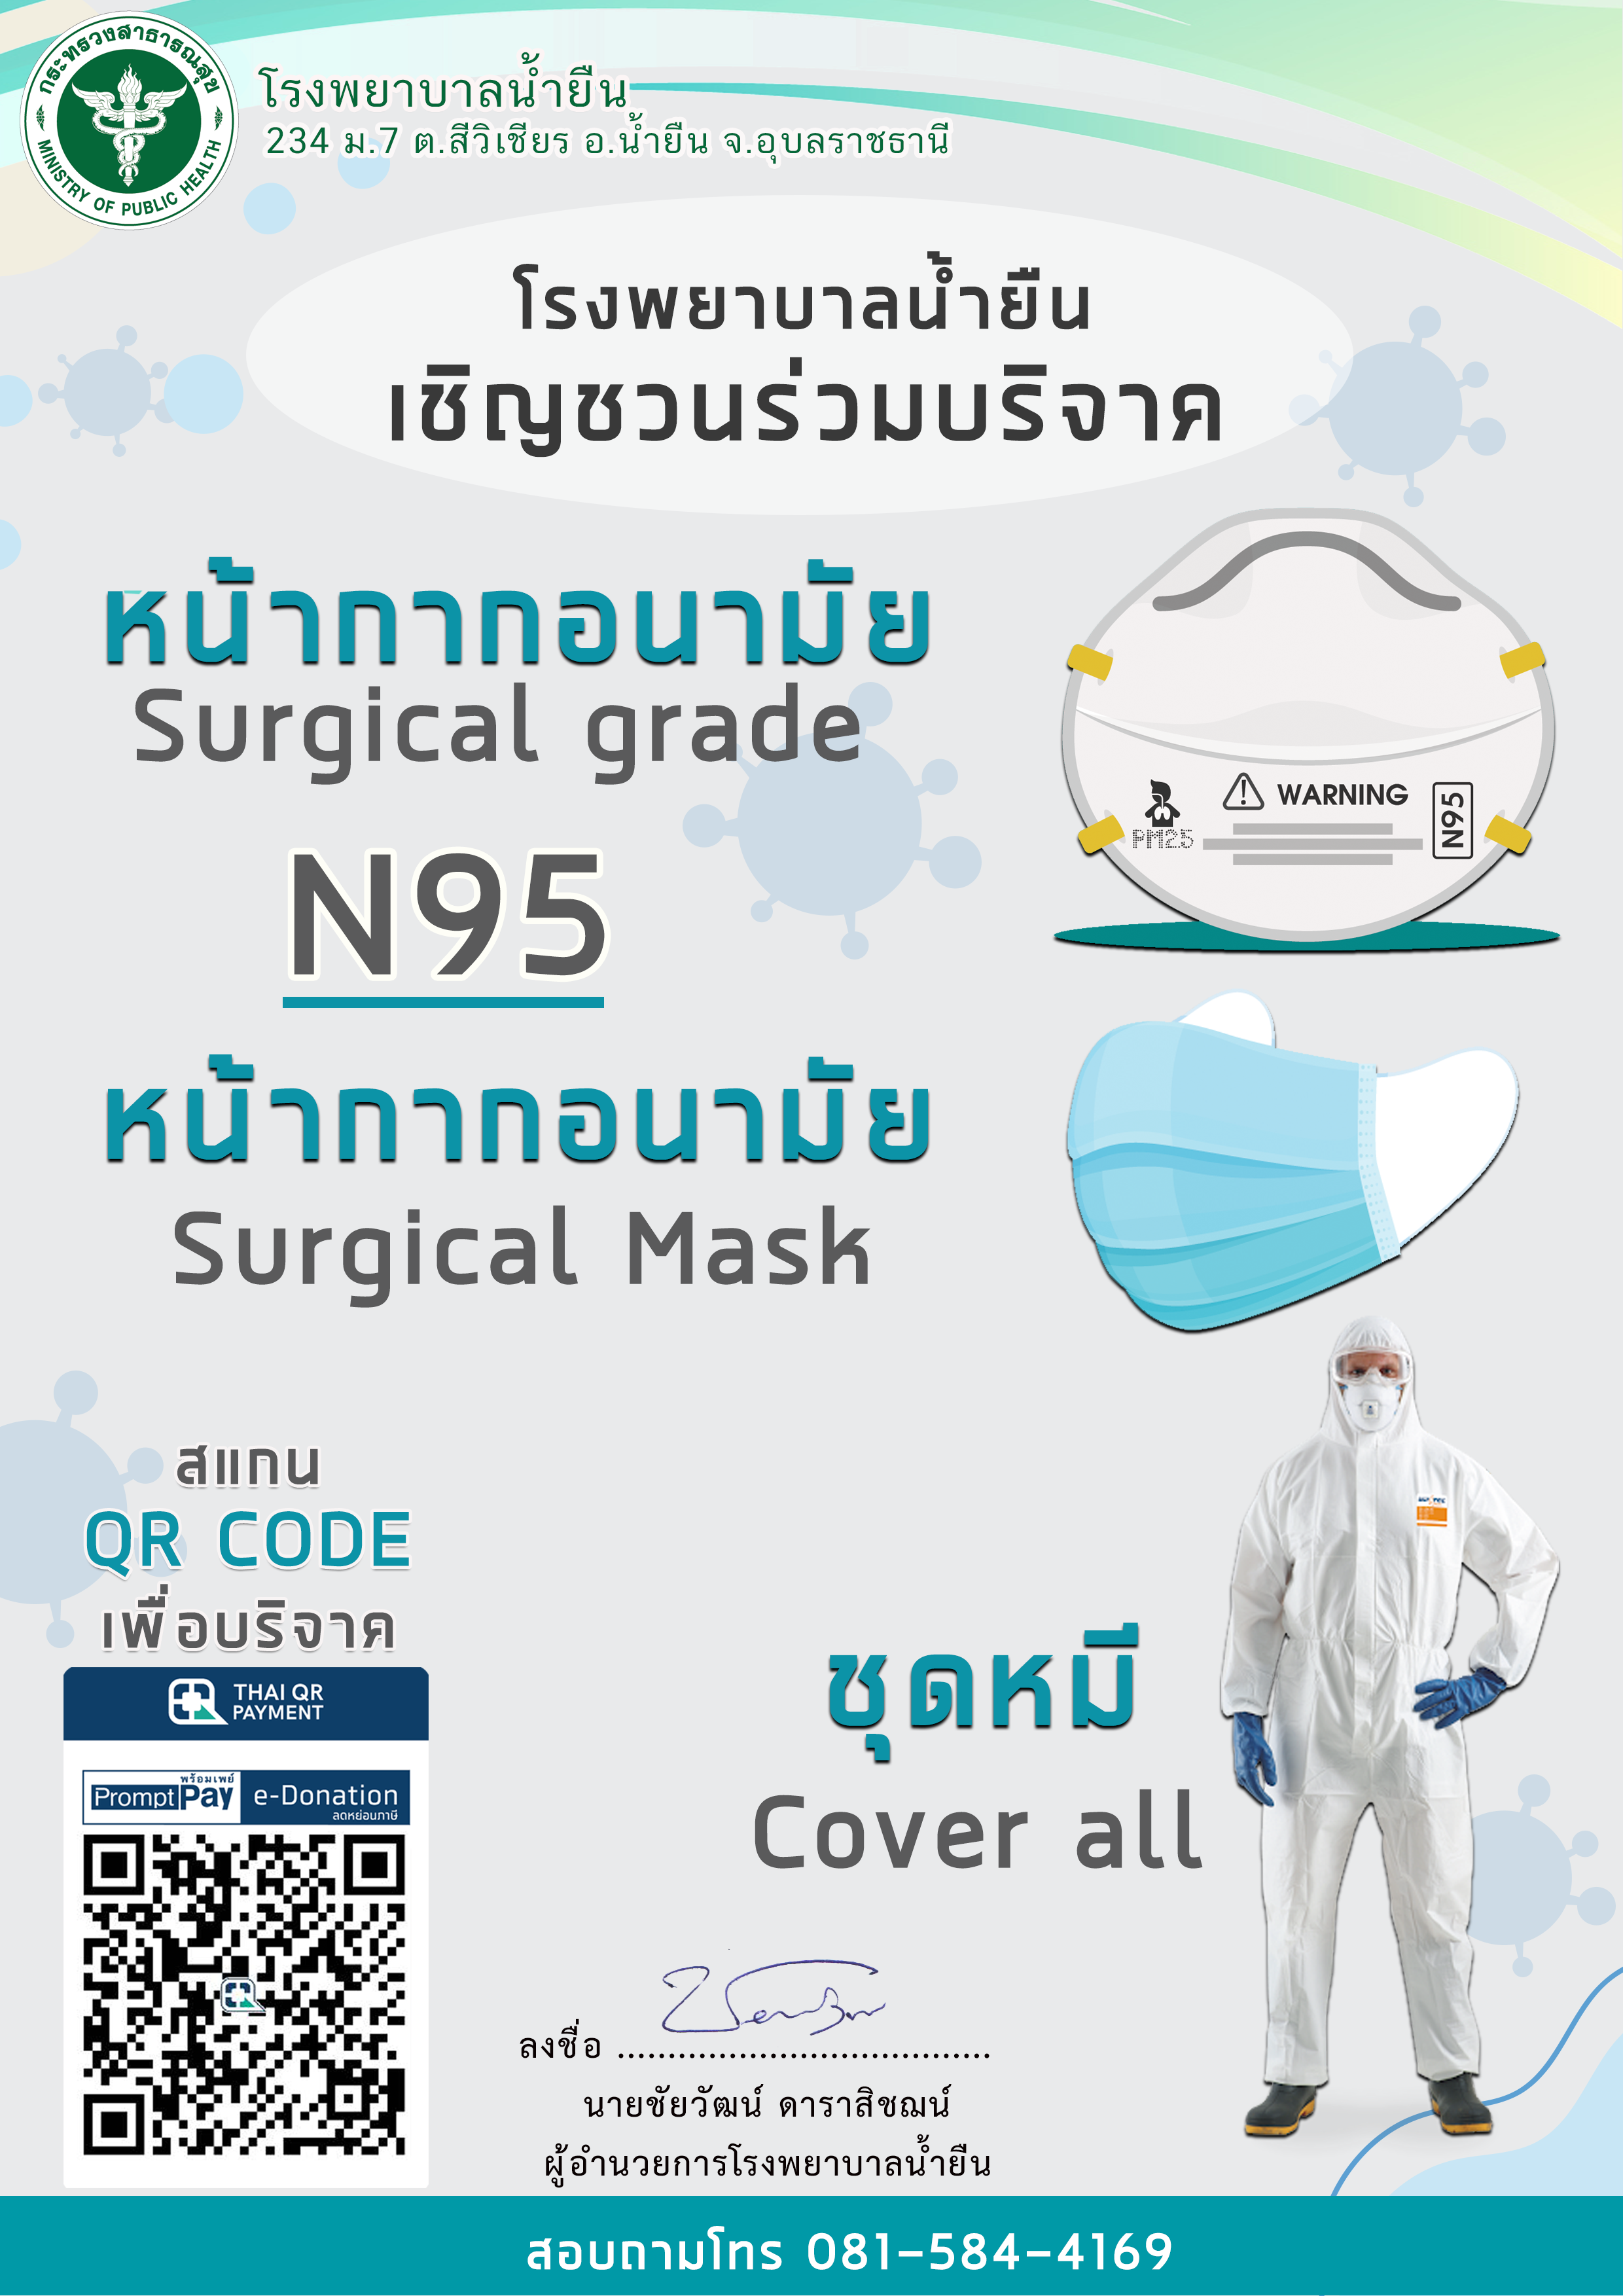 กระทรวงสาธารณสุข
MINISTRY OF PUBLIC HEALTH
โรงพยาบาลน้ำยืน
234 ม.7 ต.สีวิเชียร อ.น้ำยืน จ.อุบลราชธานี
โรงพยาบาลน้ำยืน
เชิญชวนร่วมบริจาค
หน้ากากอนามัย
Surgical grade
N95
WARNING
N95
PM2.5
หน้ากากอนามัย
Surgical Mask
สแกน
QR CODE
เพื่อบริจาค
THAI QR
PAYMENT
พร้อมเพย์
PromptPay
e-Donation
ลดหย่อนภาษี
ชุดหมี
Cover all
ลงชื่อ .....................................
นายชัยวัฒน์ ดาราสิชฌน์
ผู้อำนวยการโรงพยาบาลน้ำยืน
สอบถามโทร 081-584-4169